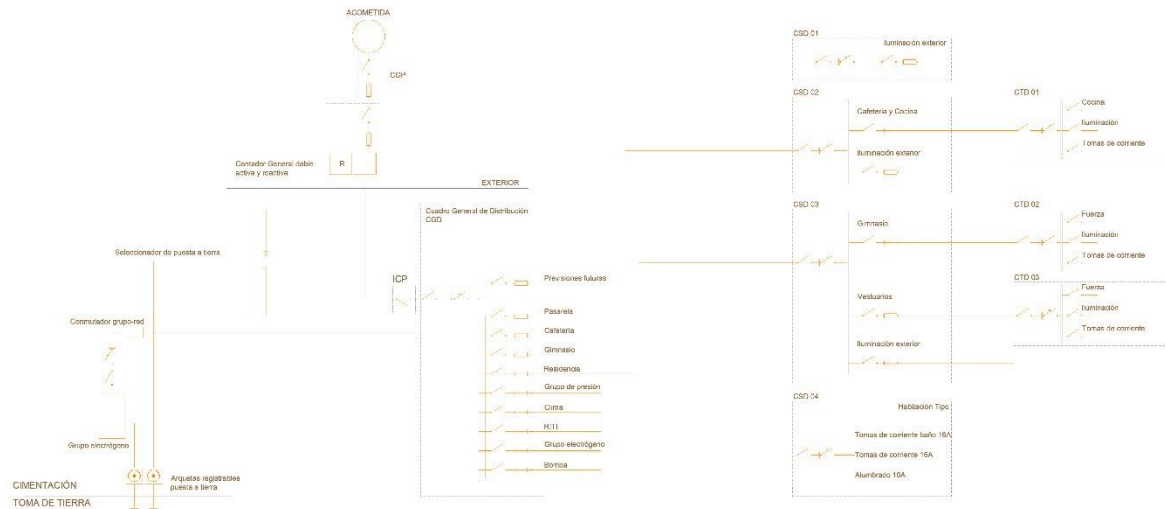 ACOMETIDA
CGP
Contador General doble
activa y reactiva
R
EXTERIOR
Cuadro General de Distribución
CGD
Seleccionador de puesta a tierra
ICP
Previsiones futuras
Conmutador grupo-red
Pasarela
Cafetería
Gimnasio
Residencia
Grupo de presión
Clima
RITI
Grupo electrógeno
Bomba
Grupo electrógeno
Arquetas registrables
puesta a tierra
CIMENTACIÓN
TOMA DE TIERRA
CSD 01
Iluminación exterior
CSD 02
Cafetería y Cocina
Iluminación exterior
CTD 01
Cocina
Iluminación
Tomas de corriente
CSD 03
Gimnasio
Vestuarios
Iluminación exterior
CTD 02
Fuerza
Iluminación
Tomas de corriente
CTD 03
Fuerza
Iluminación
Tomas de corriente
CSD 04
Habitación Tipo
Tomas de corriente baño 16A
Tomas de corriente 16A
Alumbrado 10A